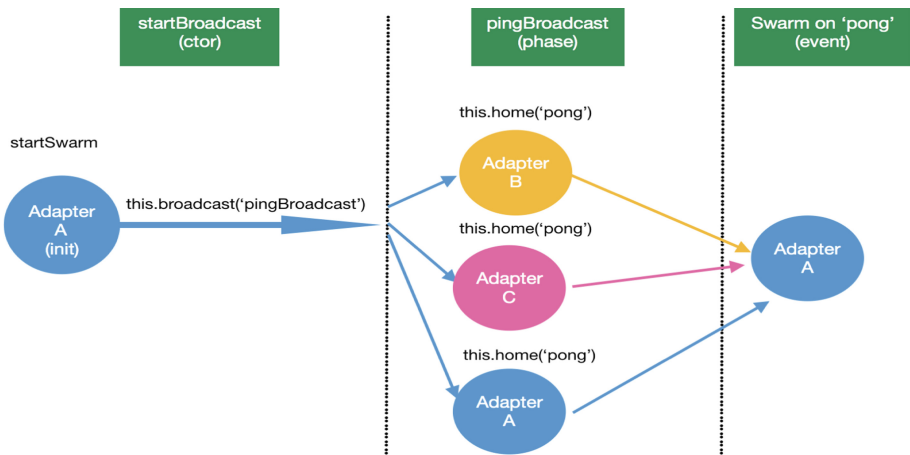 startBroadcast
(ctor)
pingBroadcast
(phase)
Swarm on ‘pong’
(event)
startSwarm
Adapter
A
(init)
this.broadcast(‘pingBroadcast’)
this.home(‘pong’)
Adapter
B
this.home(‘pong’)
Adapter
C
this.home(‘pong’)
Adapter
A
Adapter
A